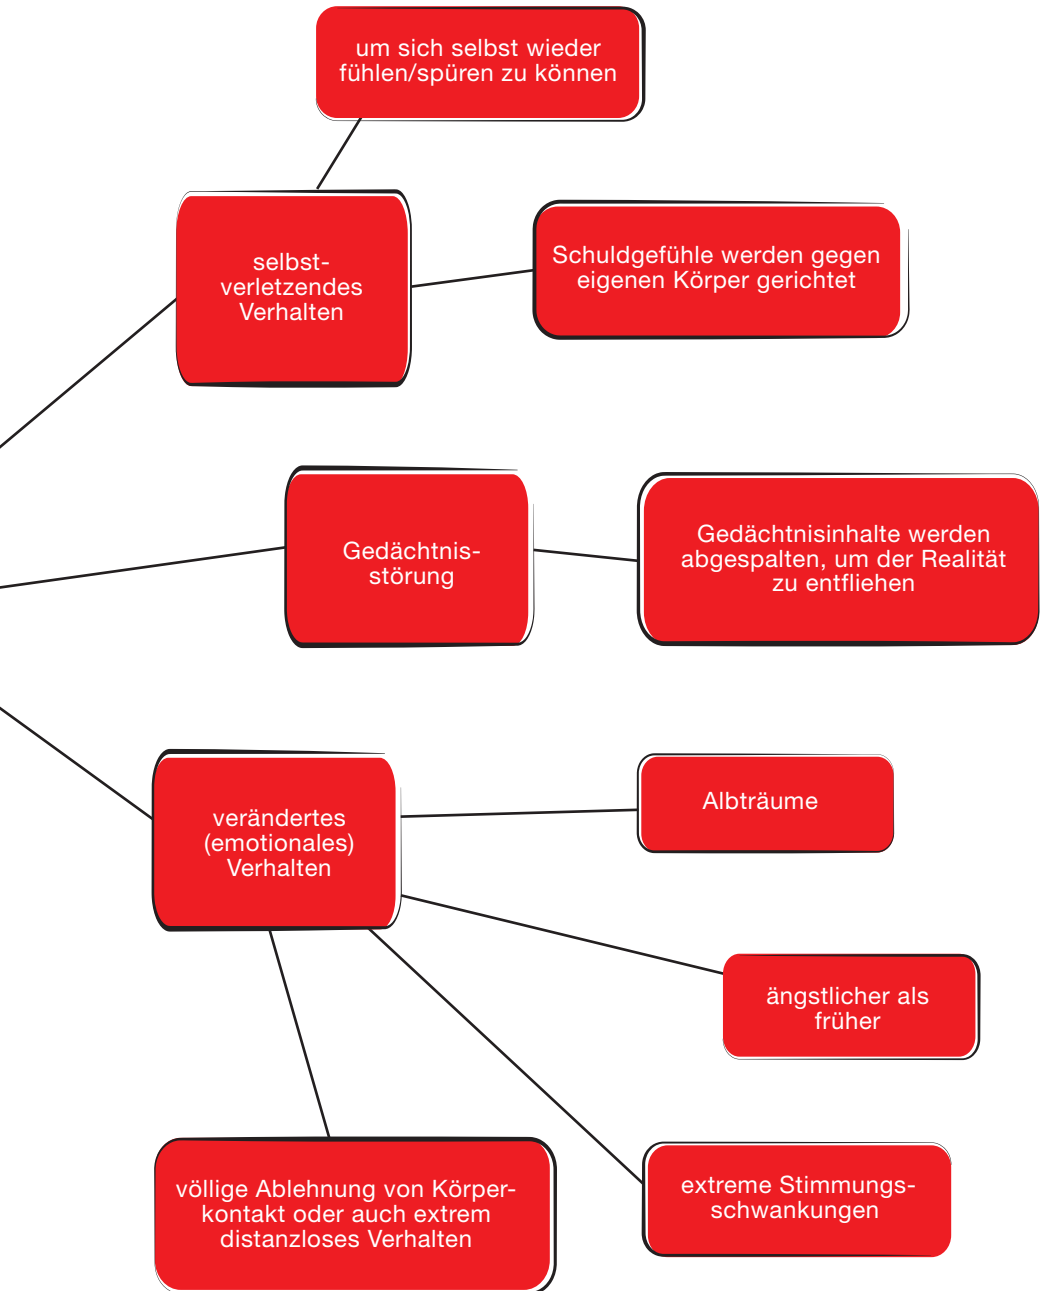 um sich selbst wieder
fühlen/spüren zu können
selbst-
verletzendes
Verhalten
Schuldgefühle werden gegen
eigenen Körper gerichtet
Gedächtnis-
störung
Gedächtnisinhalte werden
abgespalten, um der Realität
zu entfliehen
verändertes
(emotionales)
Verhalten
Albträume
ängstlicher als
früher
völlige Ablehnung von Körper-
kontakt oder auch extrem
distanzloses Verhalten
extreme Stimmungs-
schwankungen